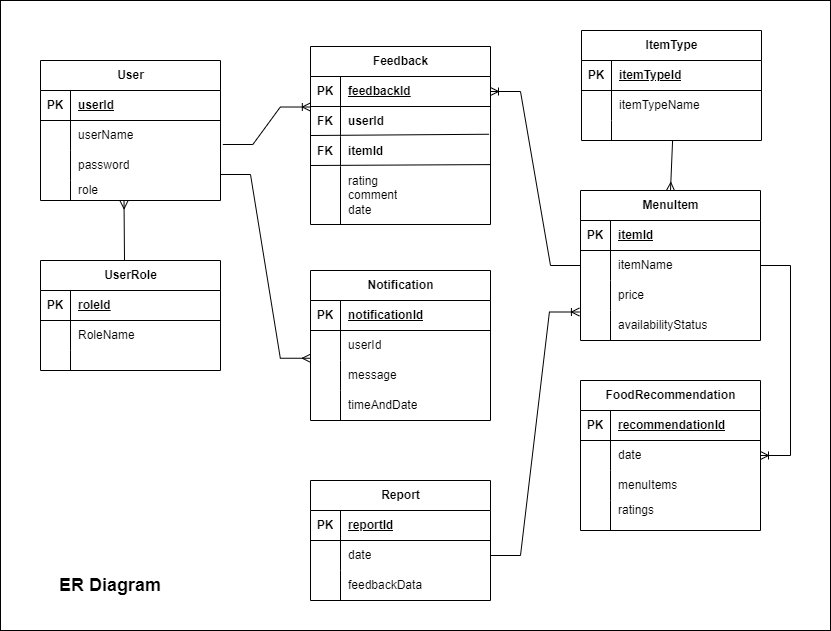 User
PK userId
userName
password
role
UserRole
PK roleId
RoleName
Feedback
PK feedbackId
FK userId
FK itemId
rating
comment
date
Notification
PK notificationId
userId
message
timeAndDate
Report
PK reportId
date
feedbackData
ItemType
PK itemTypeId
itemTypeName
MenuItem
PK itemId
itemName
price
availabilityStatus
FoodRecommendation
PK recommendationId
date
menuItems
ratings
ER Diagram